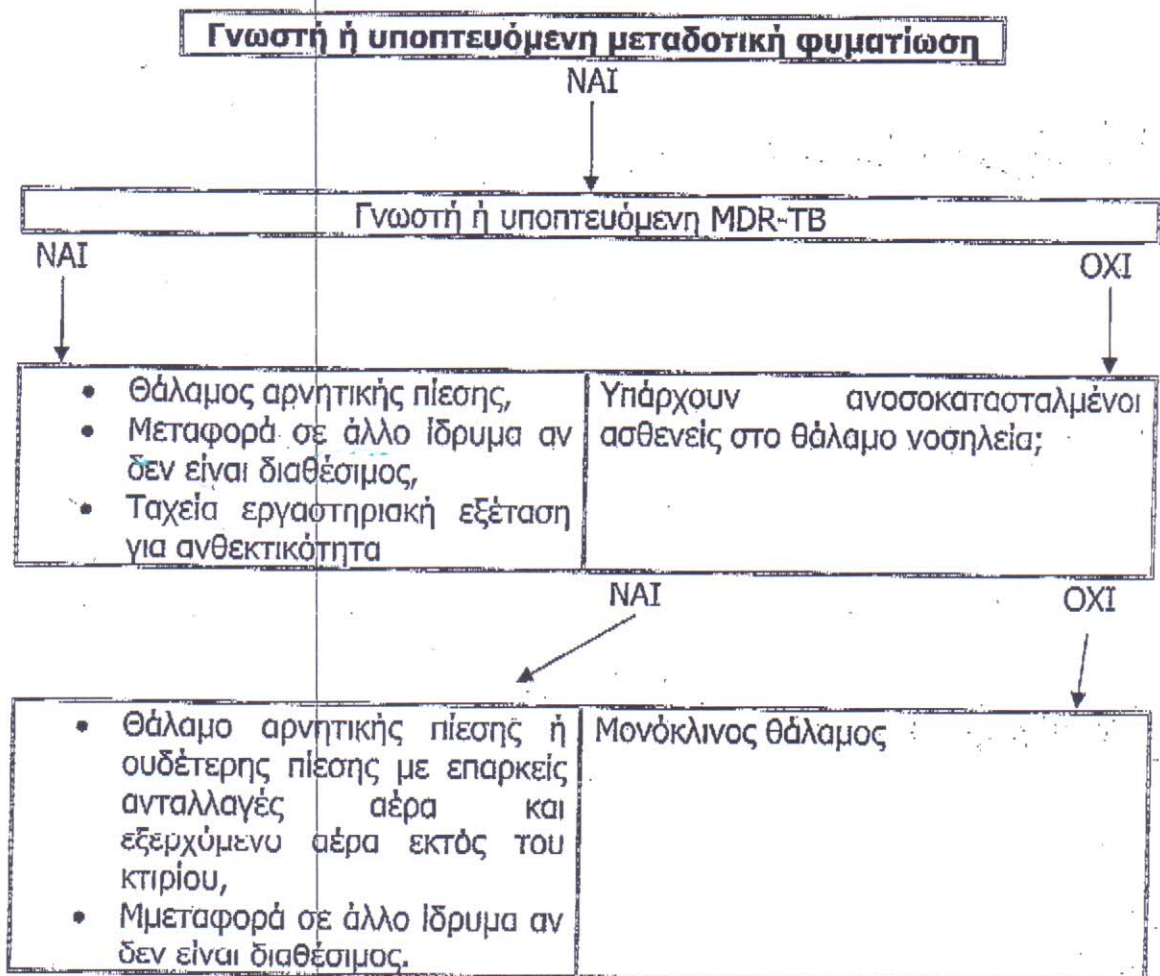 Γνωστή ή υποπτευόμενη μεταδοτική φυματίωση
ΝΑΙ
Γνωστή ή υποπτευόμενη MDR-TB
ΝΑΙ
ΟΧΙ
• Θάλαμος αρνητικής πίεσης,
• Μεταφορά σε άλλο ίδρυμα αν
δεν είναι διαθέσιμος,
• Ταχεία εργαστηριακή εξέταση
για ανθεκτικότητα
Υπάρχουν ανοσοκατασταλμένοι
ασθενείς στο θάλαμο νοσηλεία;
ΝΑΙ
ΟΧΙ
• Θάλαμο αρνητικής πίεσης ή
ουδέτερης πίεσης με επαρκείς
ανταλλαγές αέρα και
εξερχόμενο αέρα εκτός του
κτιρίου,
• Μμεταφορά σε άλλο ίδρυμα αν
δεν είναι διαθέσιμος.
Μονόκλινος θάλαμος